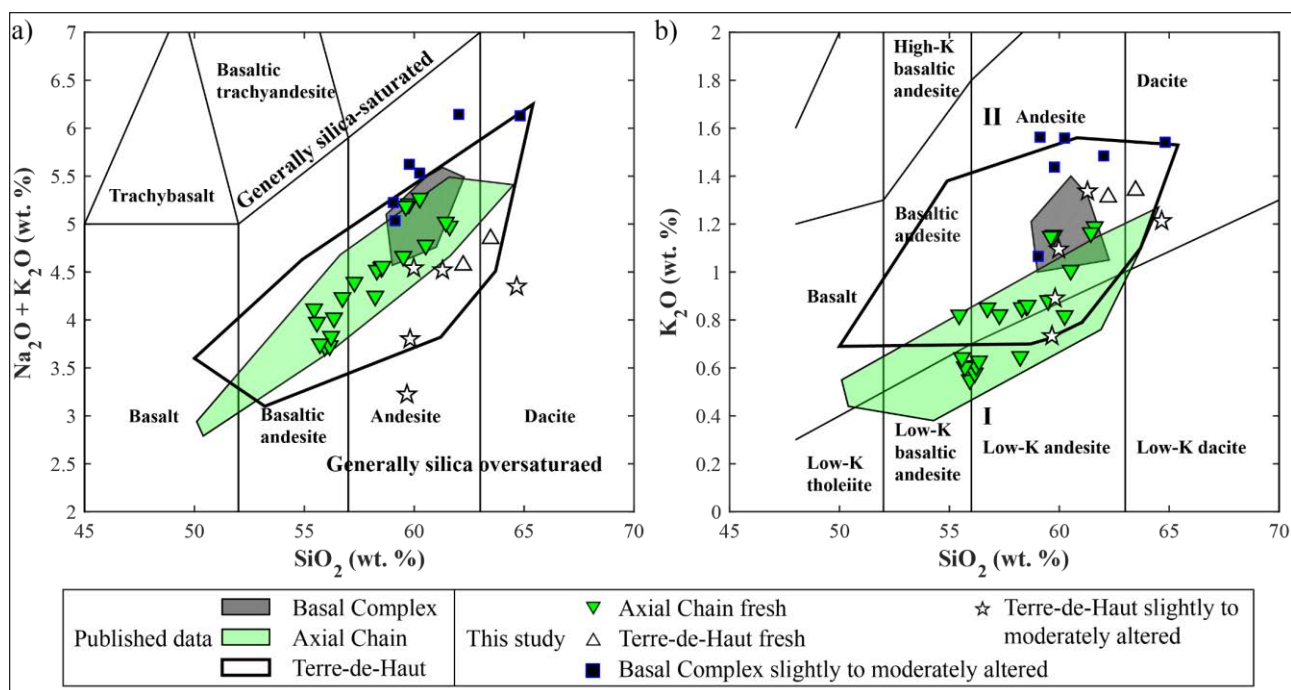 a)
Na2O + K2O (wt. %)
7
6.5
6
5.5
5
4.5
4
3.5
3
2.5
2
45
50
55
60
65
70
SiO2 (wt. %)
Basaltic
trachyandesite
Generally silica-saturated
Trachybasalt
Basalt
Basaltic
andesite
Andesite
Dacite
Generally silica oversaturaed
b)
K2O (wt. %)
2
1.8
1.6
1.4
1.2
1
0.8
0.6
0.4
0.2
0
45
50
55
60
65
70
SiO2 (wt. %)
High-K
basaltic
andesite
Dacite
II
Andesite
Basaltic
andesite
Basalt
I
Low-K
tholeiite
Low-K
basaltic
andesite
Low-K andesite
Low-K dacite
Published data
Basal Complex
Axial Chain
Terre-de-Haut
This study
Axial Chain fresh
Terre-de-Haut fresh
Basal Complex slightly to moderately altered
Terre-de-Haut slightly to
moderately altered